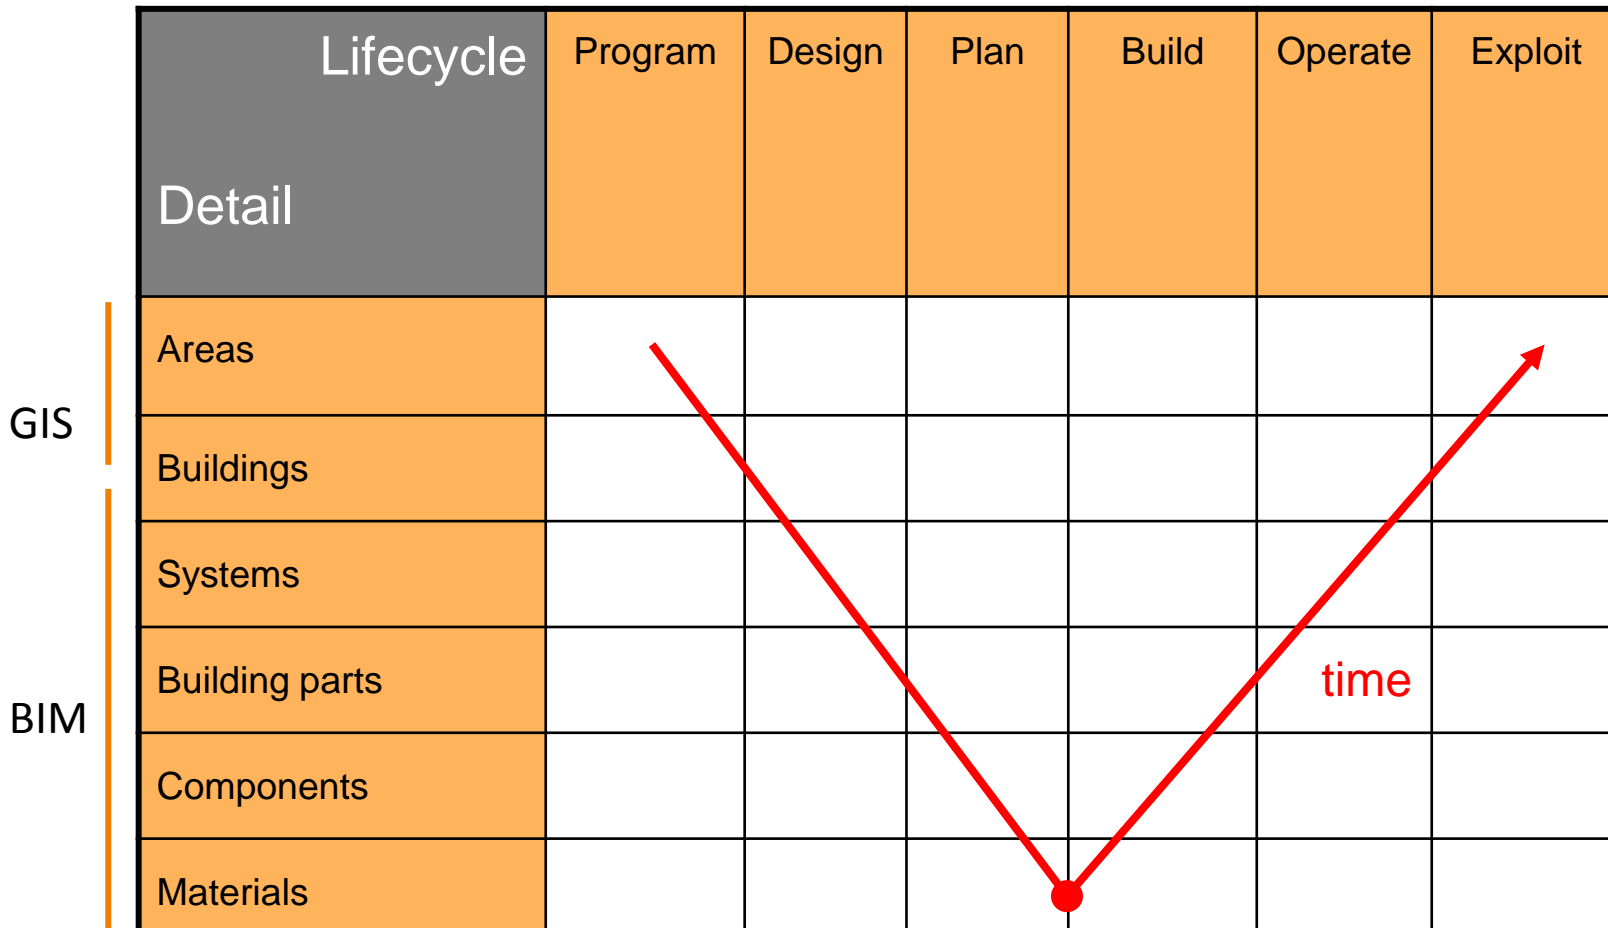 Lifecycle
Program
Design
Plan
Build
Operate
Exploit
Detail
Areas
GIS
Buildings
Systems
Building parts
time
BIM
Components
Materials